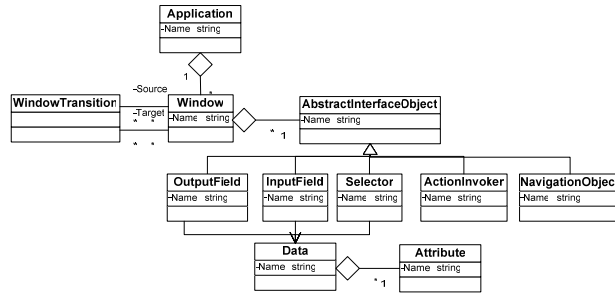 Application
-Name string
1
*
-Source
WindowTransition
Window
AbstractInterfaceObject
-Target
-Name string
-Name string
* *
* 1
* *
OutputField
InputField
Selector
ActionInvoker
NavigationObjec
-Name string
-Name string
-Name string
-Name string
-Name string
Data
Attribute
-Name string
-Name string
* 1